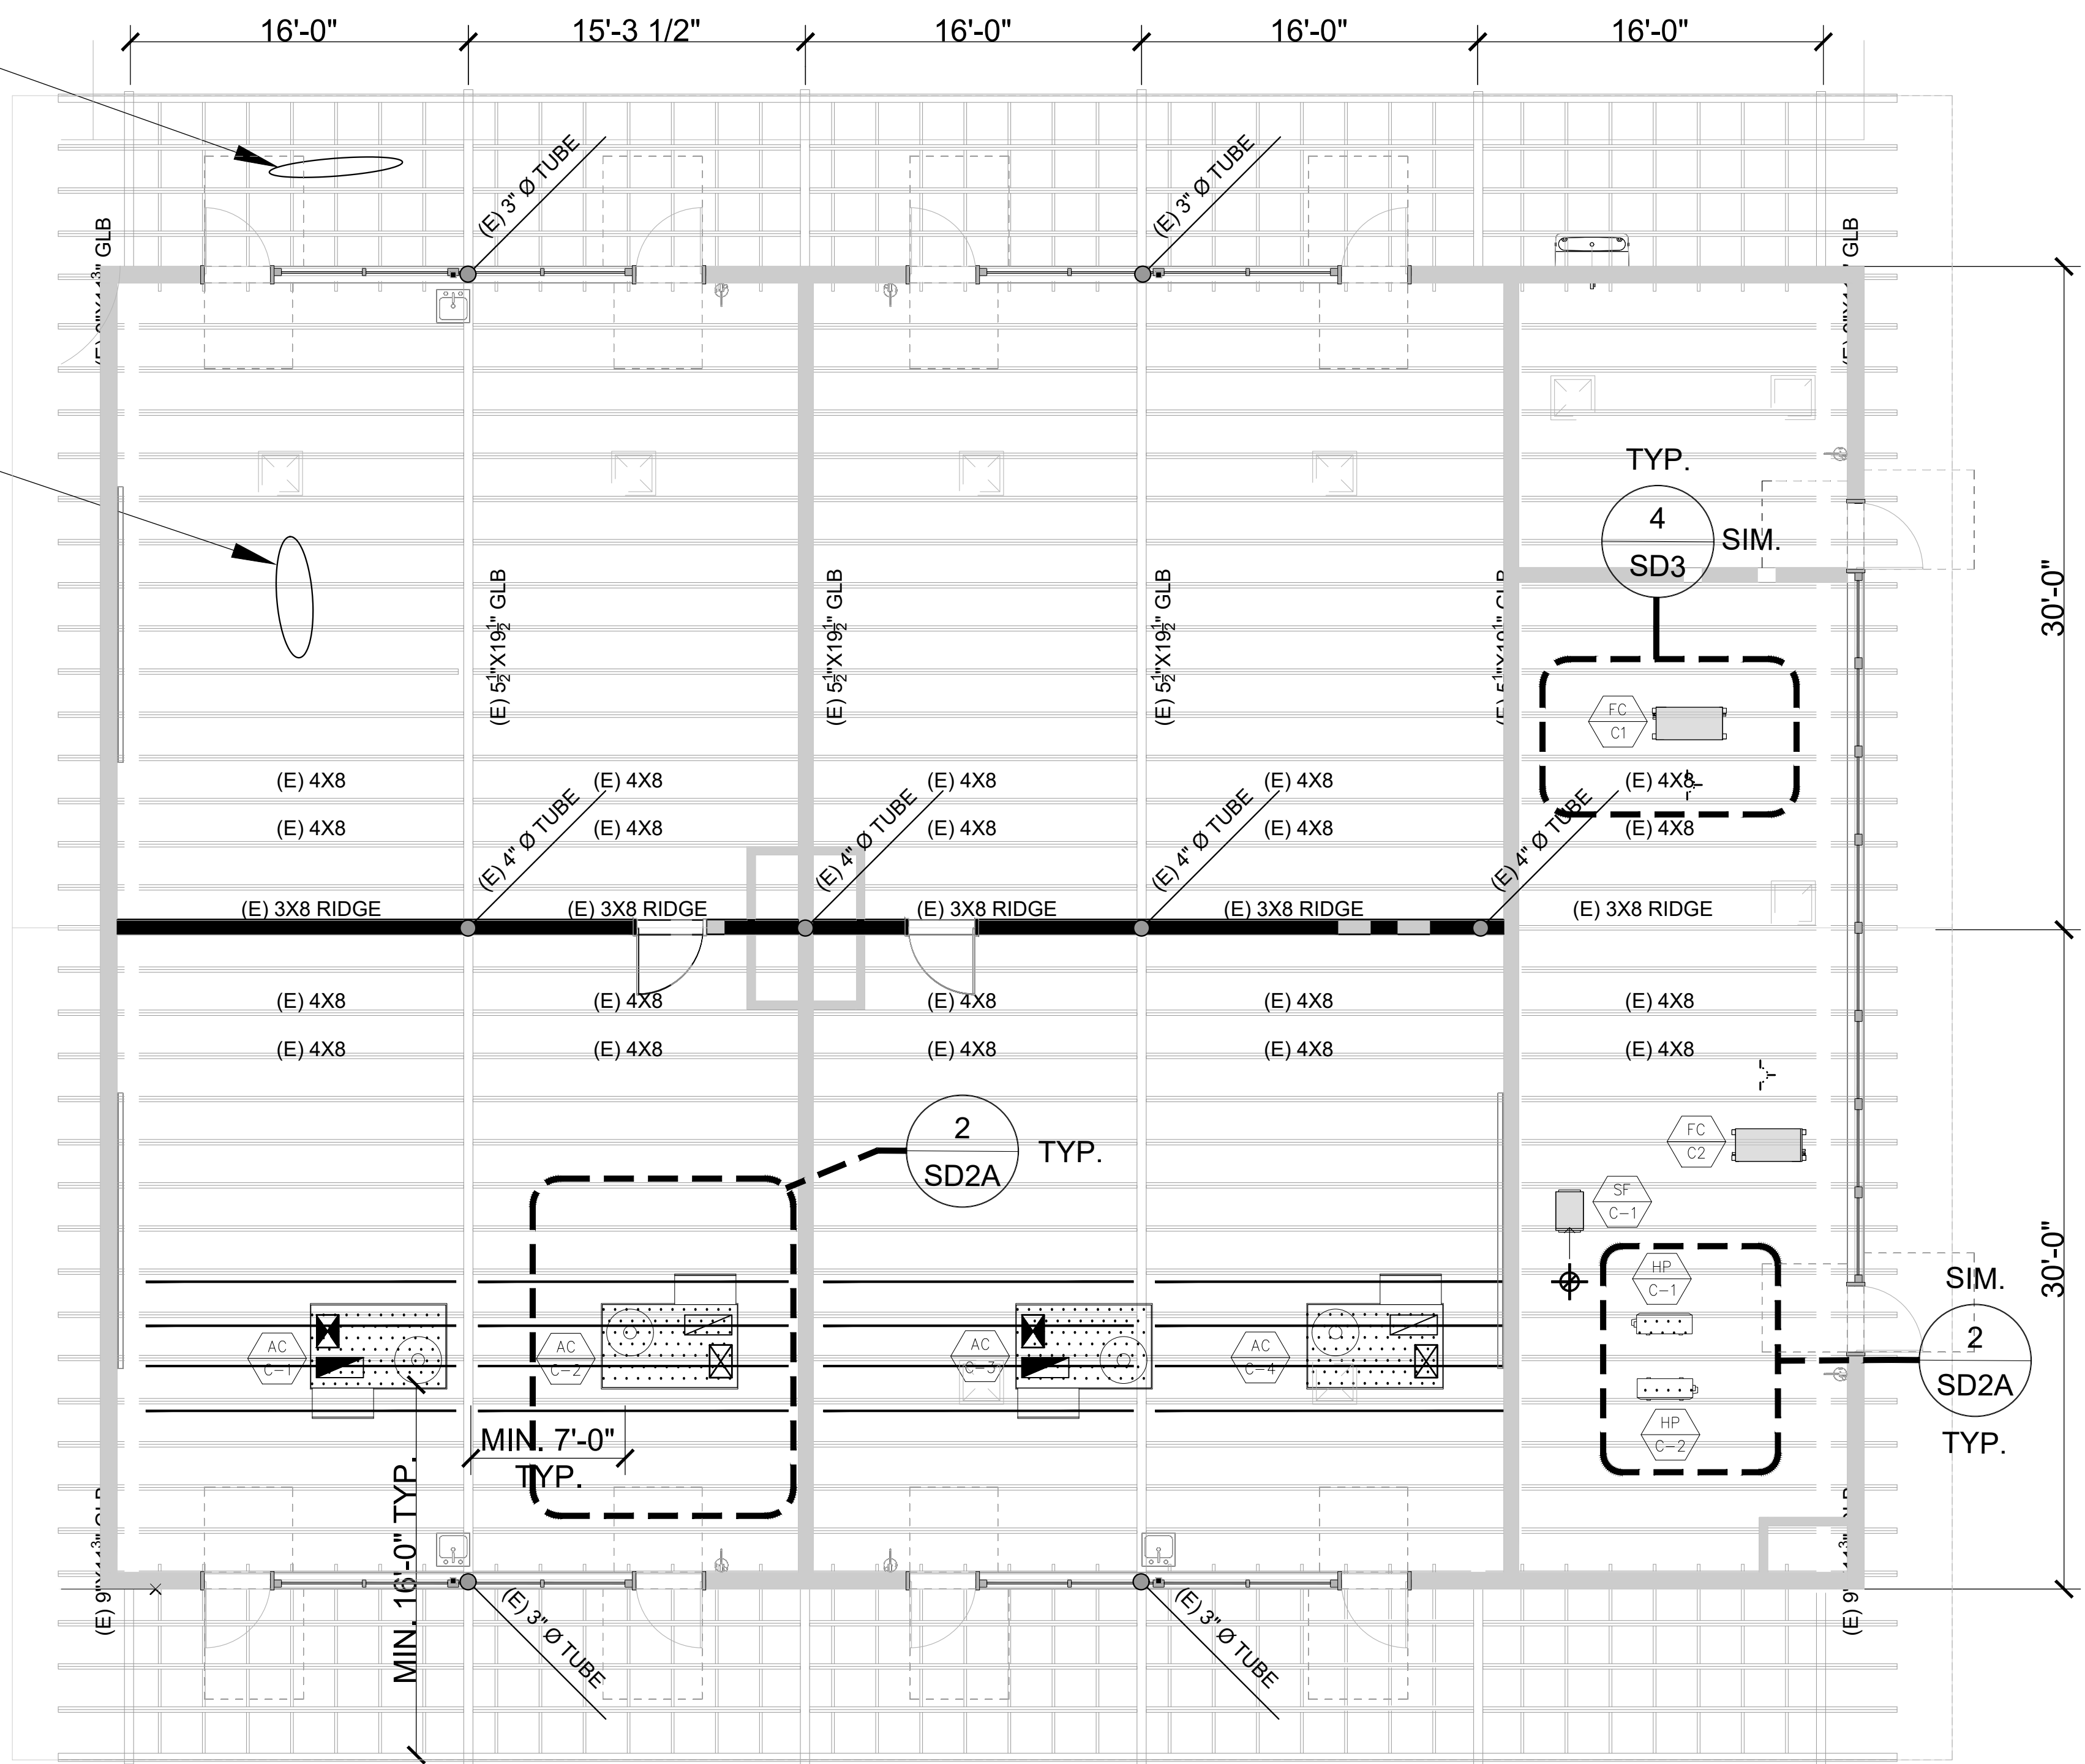 16'-0"
15'-3 1/2"
16'-0"
16'-0"
16'-0"
(E) 3" Ø TUBE
(E) 3" Ø TUBE
GLB
GLB
TYP.
4
SD3
SIM.
30'-0"
(E) 5½"X19½" GLB
(E) 5½"X19½" GLB
(E) 5½"X19½" GLB
FC
C1
(E) 4X8
(E) 4X8
(E) 4X8
(E) 4X8
(E) 4X8
(E) 4X8
(E) 4X8
(E) 4X8
(E) 4X8
(E) 4X8
(E) 4" Ø TUBE
(E) 4" Ø TUBE
(E) 4" Ø TUBE
(E) 4" Ø TUBE
(E) 3X8 RIDGE
(E) 3X8 RIDGE
(E) 3X8 RIDGE
(E) 3X8 RIDGE
(E) 3X8 RIDGE
(E) 4X8
(E) 4X8
(E) 4X8
(E) 4X8
(E) 4X8
(E) 4X8
(E) 4X8
(E) 4X8
(E) 4X8
(E) 4X8
2
SD2A
TYP.
FC
C2
SF
C-1
30'-0"
HP
C-1
SIM.
2
SD2A
TYP.
AC
C-1
AC
C-2
AC
C-3
AC
C-4
HP
C-2
MIN. 7'-0"
TYP.
MIN. 16'-0" TYP.
(E) 3" Ø TUBE
(E) 3" Ø TUBE